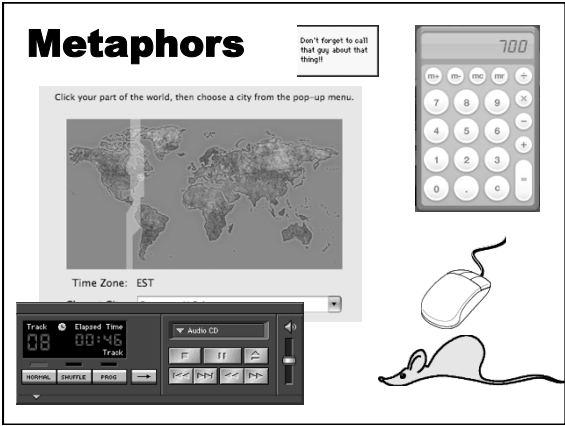 Metaphors
Don't forget to call
that guy about that
thing!!
700
m+ m- mc mr ÷
7 8 9 ×
4 5 6 −
1 2 3 +
0 . c =
Click your part of the world, then choose a city from the pop-up menu.
Time Zone: EST
Track Elapsed Time
08 00:46
Track
NORMAL SHUFFLE PROG
Audio CD